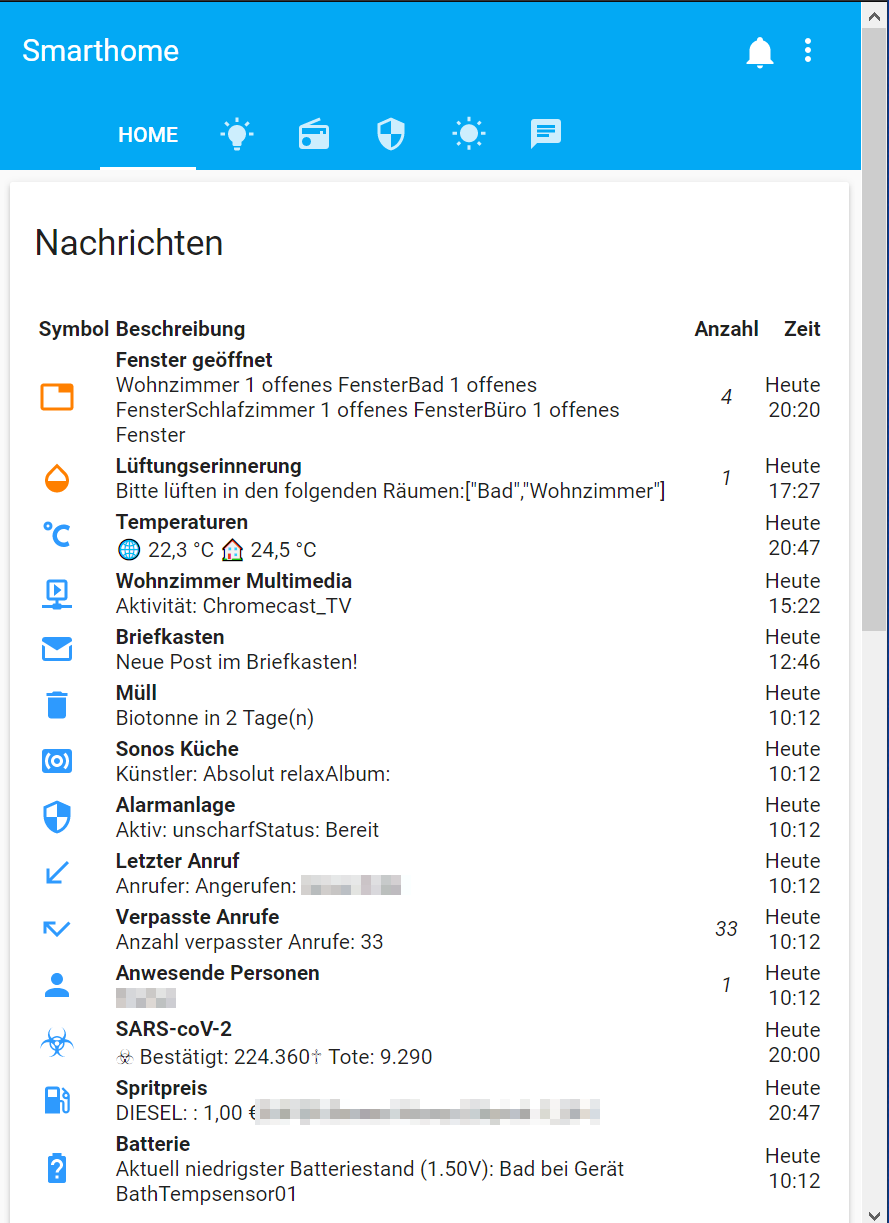 Smarthome
HOME
Nachrichten
Symbol Beschreibung Anzahl Zeit
Fenster geöffnet
Wohnzimmer 1 offenes FensterBad 1 offenes
FensterSchlafzimmer 1 offenes FensterBüro 1 offenes
Fenster
4
Heute
20:20
Lüftungserinnerung
Bitte lüften in den folgenden Räumen:["Bad","Wohnzimmer"]
1
Heute
17:27
°C
Temperaturen
🌐 22,3 °C 🏠 24,5 °C
Heute
20:47
Wohnzimmer Multimedia
Aktivität: Chromecast_TV
Heute
15:22
Briefkasten
Neue Post im Briefkasten!
Heute
12:46
Müll
Biotonne in 2 Tage(n)
Heute
10:12
Sonos Küche
Künstler: Absolut relaxAlbum:
Heute
10:12
Alarmanlage
Aktiv: unscharfStatus: Bereit
Heute
10:12
Letzter Anruf
Anrufer: Angerufen:
Heute
10:12
Verpasste Anrufe
Anzahl verpasster Anrufe: 33
33
Heute
10:12
Anwesende Personen
1
Heute
10:12
SARS-coV-2
☣ Bestätigt: 224.360† Tote: 9.290
Heute
20:00
Spritpreis
DIESEL: : 1,00 €
Heute
20:47
Batterie
Aktuell niedrigster Batteriestand (1.50V): Bad bei Gerät
BathTempsensor01
Heute
10:12